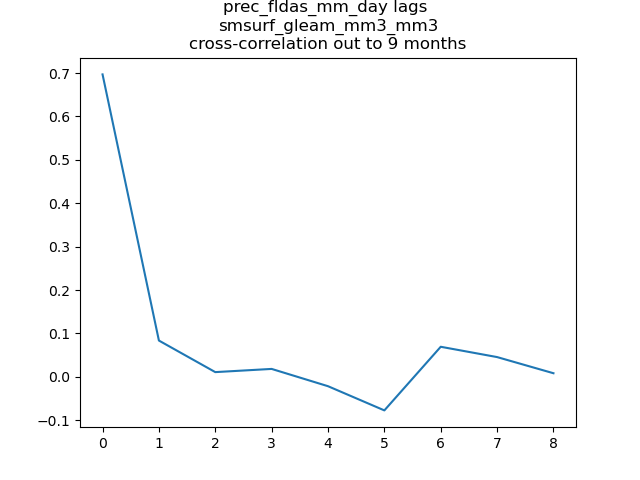 prec_fldas_mm_day lags
smsurf_gleam_mm3_mm3
cross-correlation out to 9 months
0.7
0.6
0.5
0.4
0.3
0.2
0.1
0.0
−0.1
0 1 2 3 4 5 6 7 8